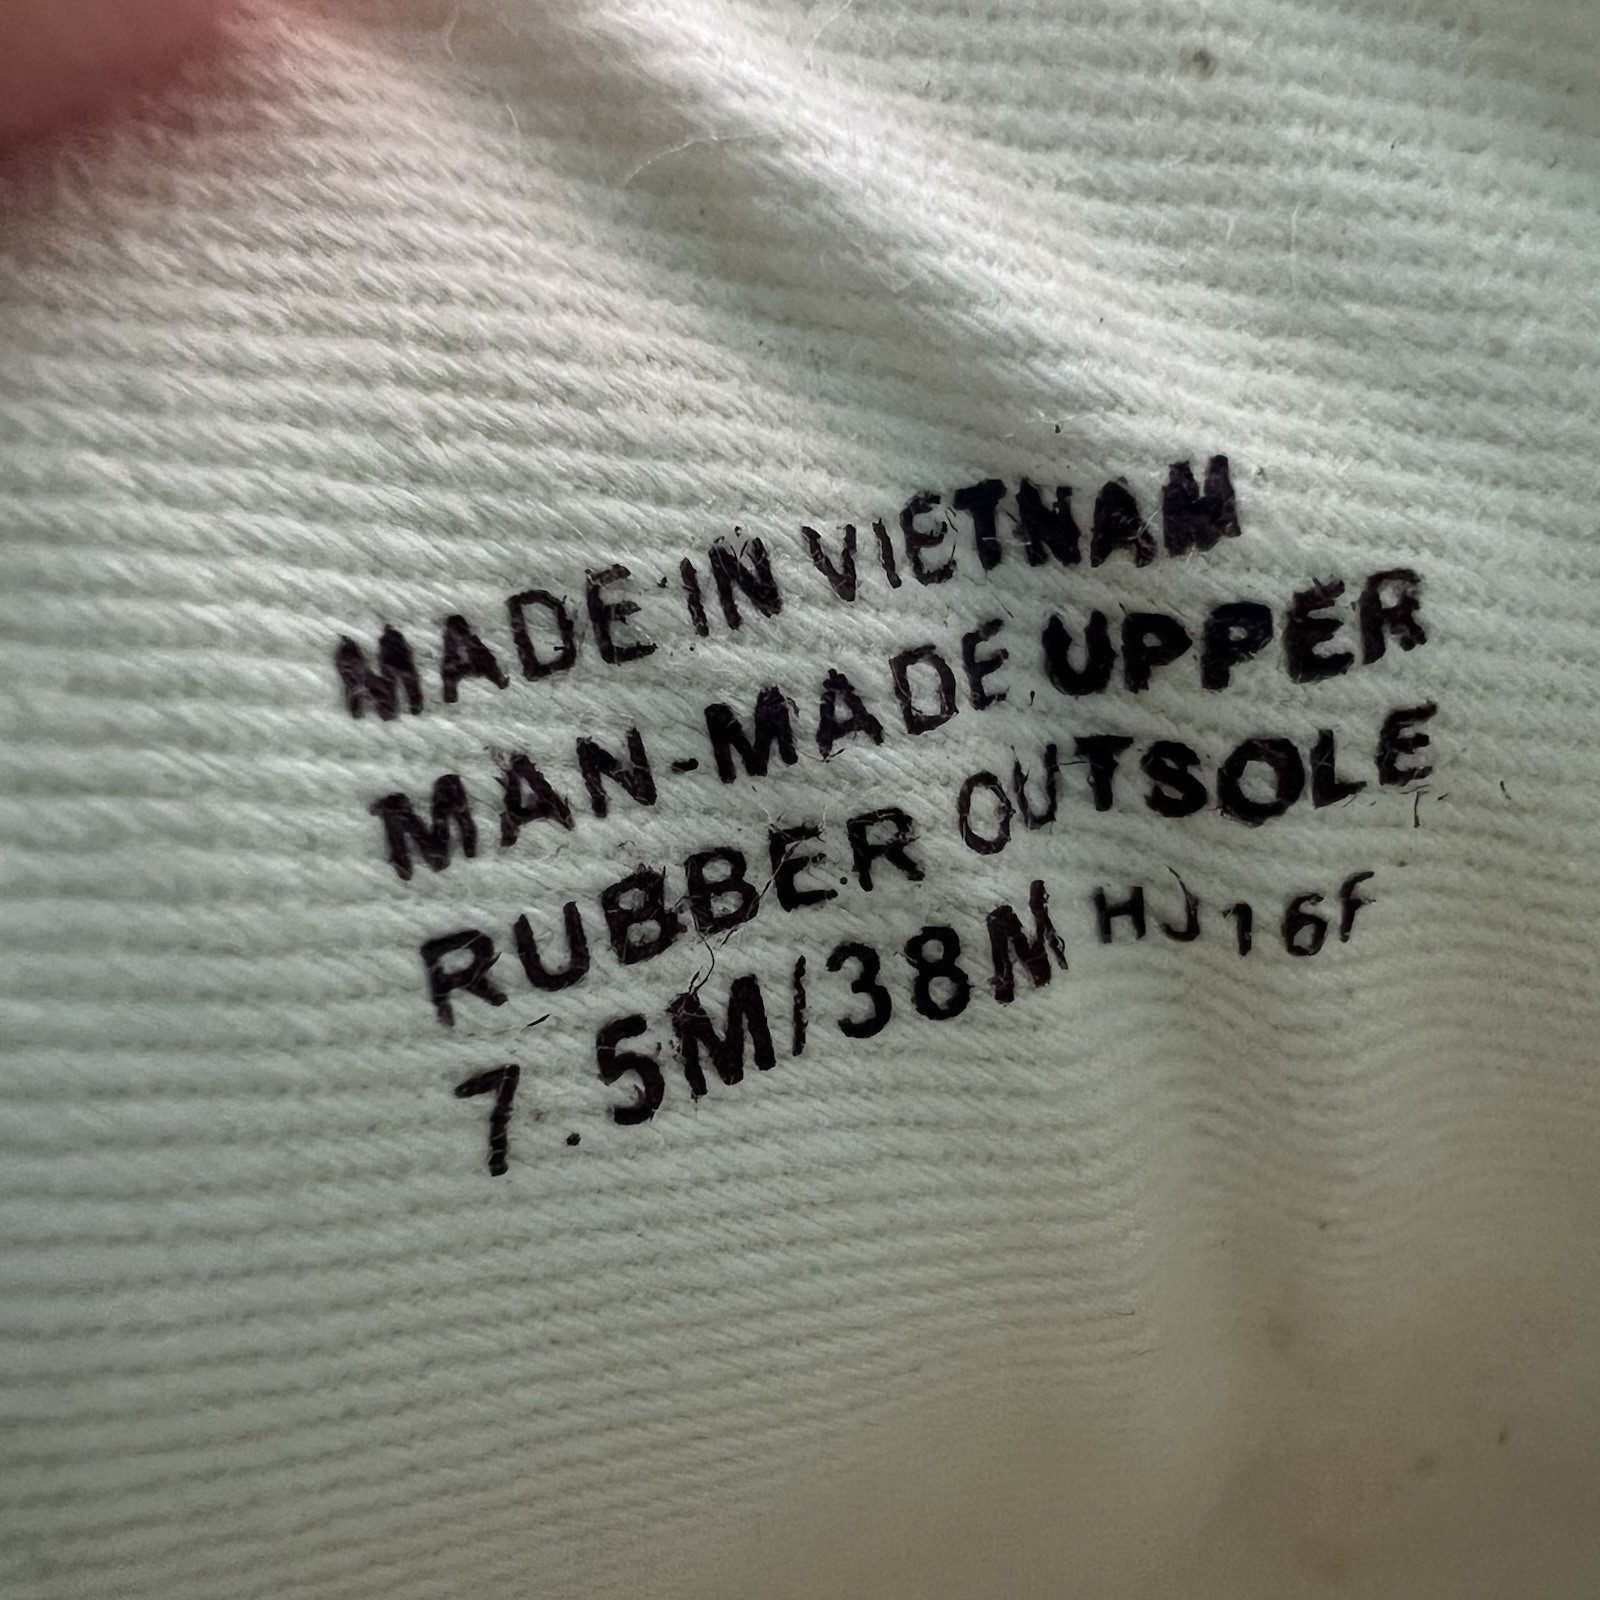 MADE IN VIETNAM
MAN-MADE UPPER
RUBBER OUTSOLE
7.5M/38M HJ16F